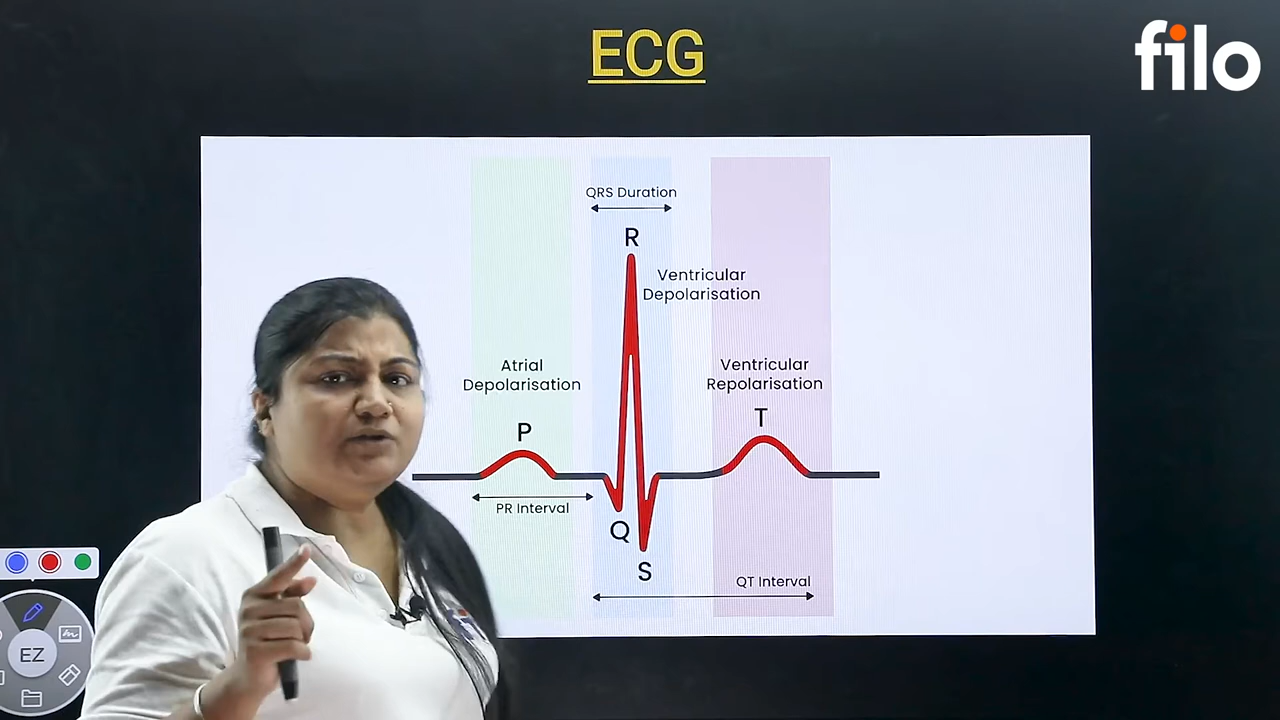 ECG
filo
QRS Duration
R
Ventricular
Depolarisation
Atrial
Depolarisation
Ventricular
Repolarisation
P
T
PR Interval
Q
S
QT Interval
EZ